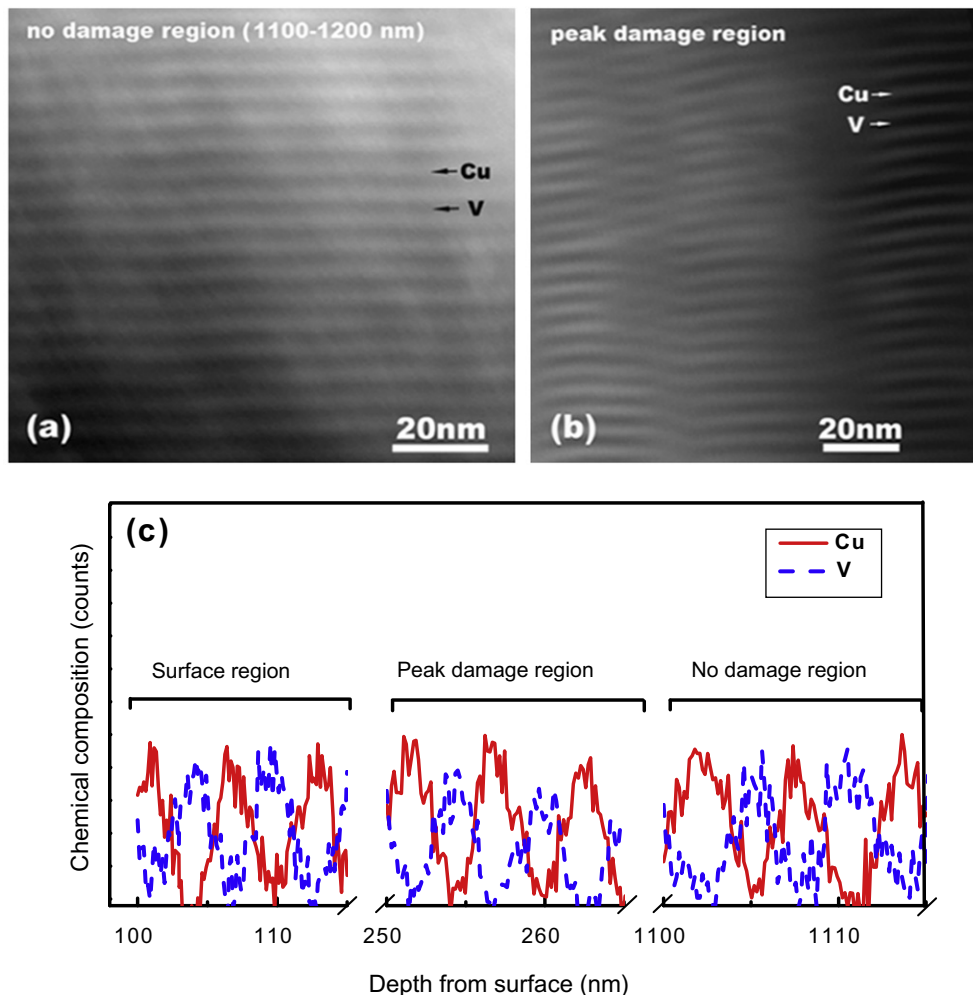 no damage region (1100-1200 nm)
Cu
V
(a)
20nm
peak damage region
Cu
V
(b)
20nm
(c)
Cu
V
Chemical composition (counts)
Surface region
Peak damage region
No damage region
100 110 250 260 1100 1110
Depth from surface (nm)